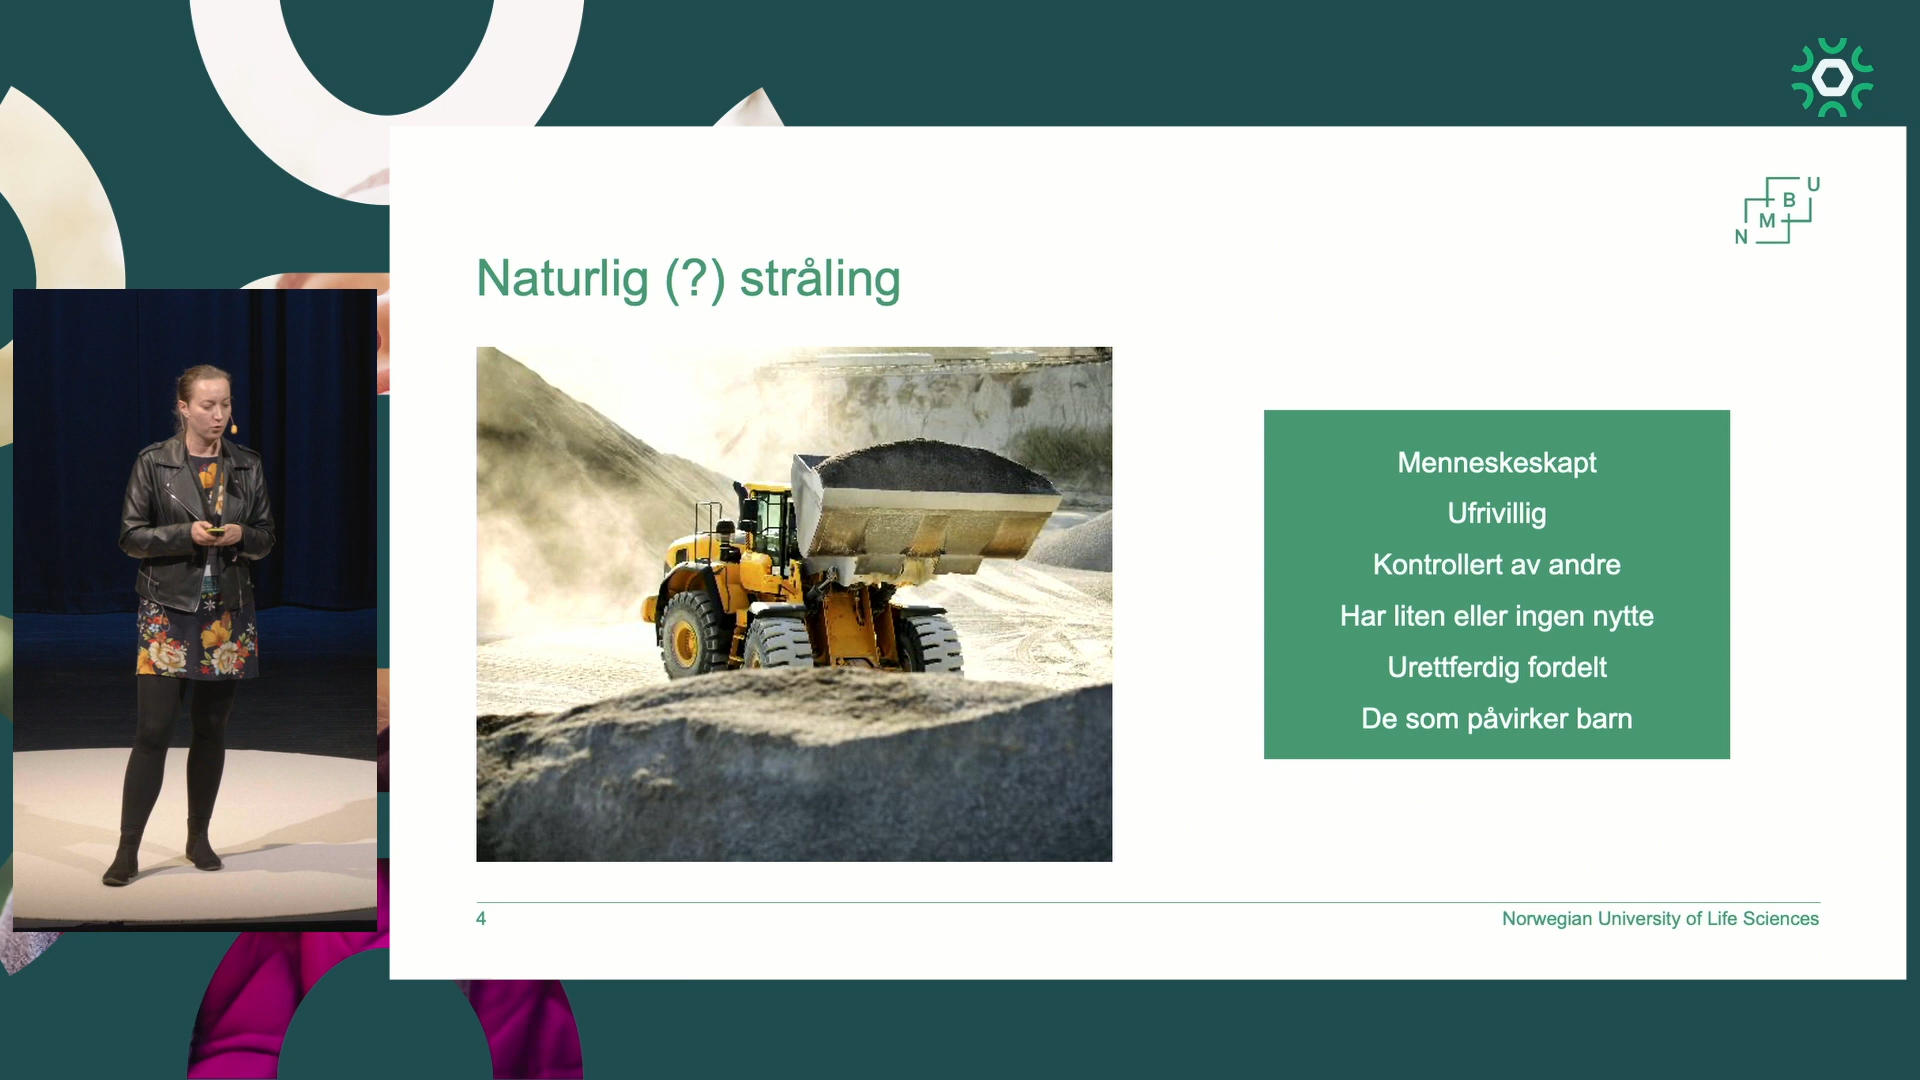 N M B U
Naturlig (?) stråling
Menneskeskapt
Ufrivillig
Kontrollert av andre
Har liten eller ingen nytte
Urettferdig fordelt
De som påvirker barn
4
Norwegian University of Life Sciences